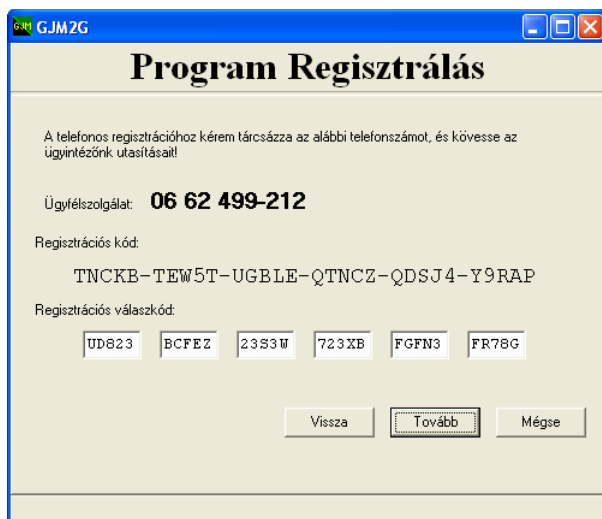 GJM GJM2G
Program Regisztrálás
A telefonos regisztrációhoz kérem tárcsázza az alábbi telefonszámot, és kövesse az
ügyintézőnk utasításait!
Ügyfélszolgálat: 06 62 499-212
Regisztrációs kód:
TNCKB-TEW5T-UGBLE-QTNCZ-QDSJ4-Y9RAP
Regisztrációs válaszkód:
UD823 BCFEZ 23S3W 723XB FGFN3 FR78G
Vissza Tovább Mégse